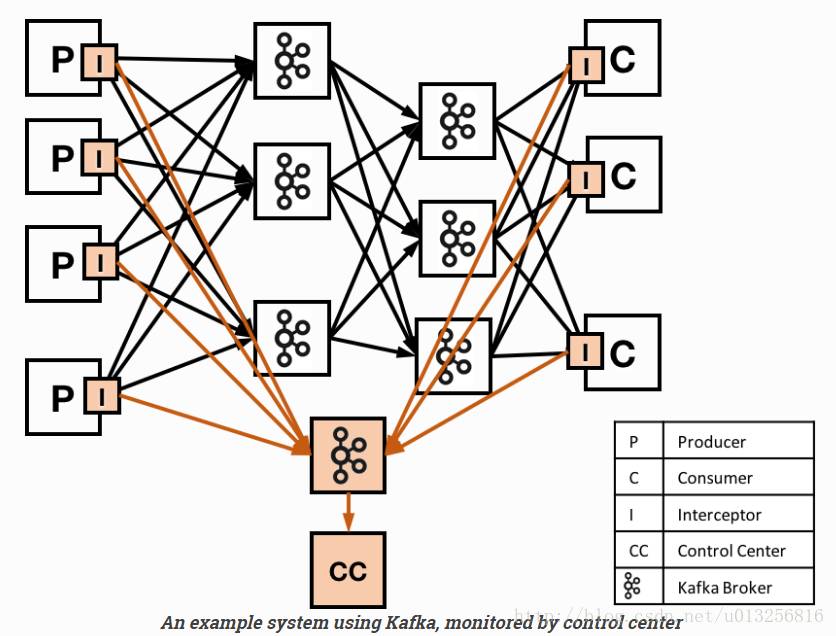 P I
I C
P I
I C
P I
I C
P I
P Producer
C Consumer
I Interceptor
CC Control Center
Kafka Broker
CC
http://blog.csdn.net/u013256816
An example system using Kafka, monitored by control center